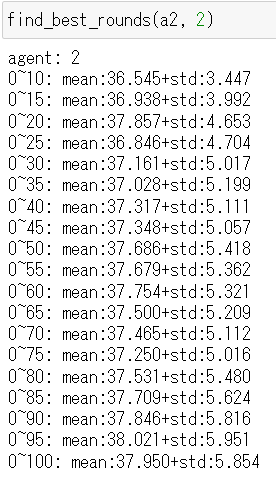 find_best_rounds(a2, 2)
agent: 2
0~10: mean:36.545+std:3.447
0~15: mean:36.938+std:3.992
0~20: mean:37.857+std:4.653
0~25: mean:36.846+std:4.704
0~30: mean:37.161+std:5.017
0~35: mean:37.028+std:5.199
0~40: mean:37.317+std:5.111
0~45: mean:37.348+std:5.057
0~50: mean:37.686+std:5.418
0~55: mean:37.679+std:5.362
0~60: mean:37.754+std:5.321
0~65: mean:37.500+std:5.209
0~70: mean:37.465+std:5.112
0~75: mean:37.250+std:5.016
0~80: mean:37.531+std:5.480
0~85: mean:37.709+std:5.624
0~90: mean:37.846+std:5.816
0~95: mean:38.021+std:5.951
0~100: mean:37.950+std:5.854